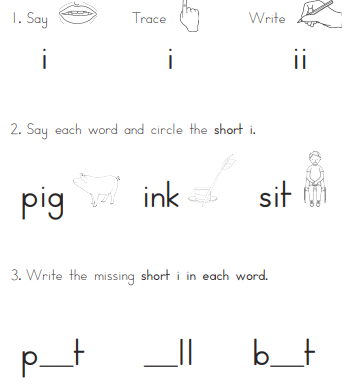 1. Say Trace Write
i i ii
2. Say each word and circle the short i.
pig ink sit
3. Write the missing short i in each word.
p__t __ll b__t